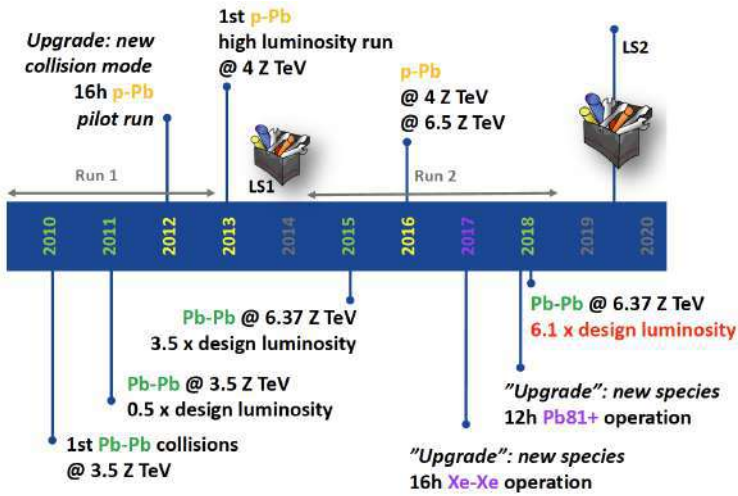 Upgrade: new
collision mode
16h p-Pb
pilot run
1st p-Pb
high luminosity run
@ 4 Z TeV
p-Pb
@ 4 Z TeV
@ 6.5 Z TeV
LS2
Run 1
LS1
Run 2
2010
2011
2012
2013
2014
2015
2016
2017
2018
2019
2020
Pb-Pb @ 6.37 Z TeV
3.5 x design luminosity
Pb-Pb @ 6.37 Z TeV
6.1 x design luminosity
Pb-Pb @ 3.5 Z TeV
0.5 x design luminosity
"Upgrade": new species
12h Pb81+ operation
1st Pb-Pb collisions
@ 3.5 Z TeV
"Upgrade": new species
16h Xe-Xe operation